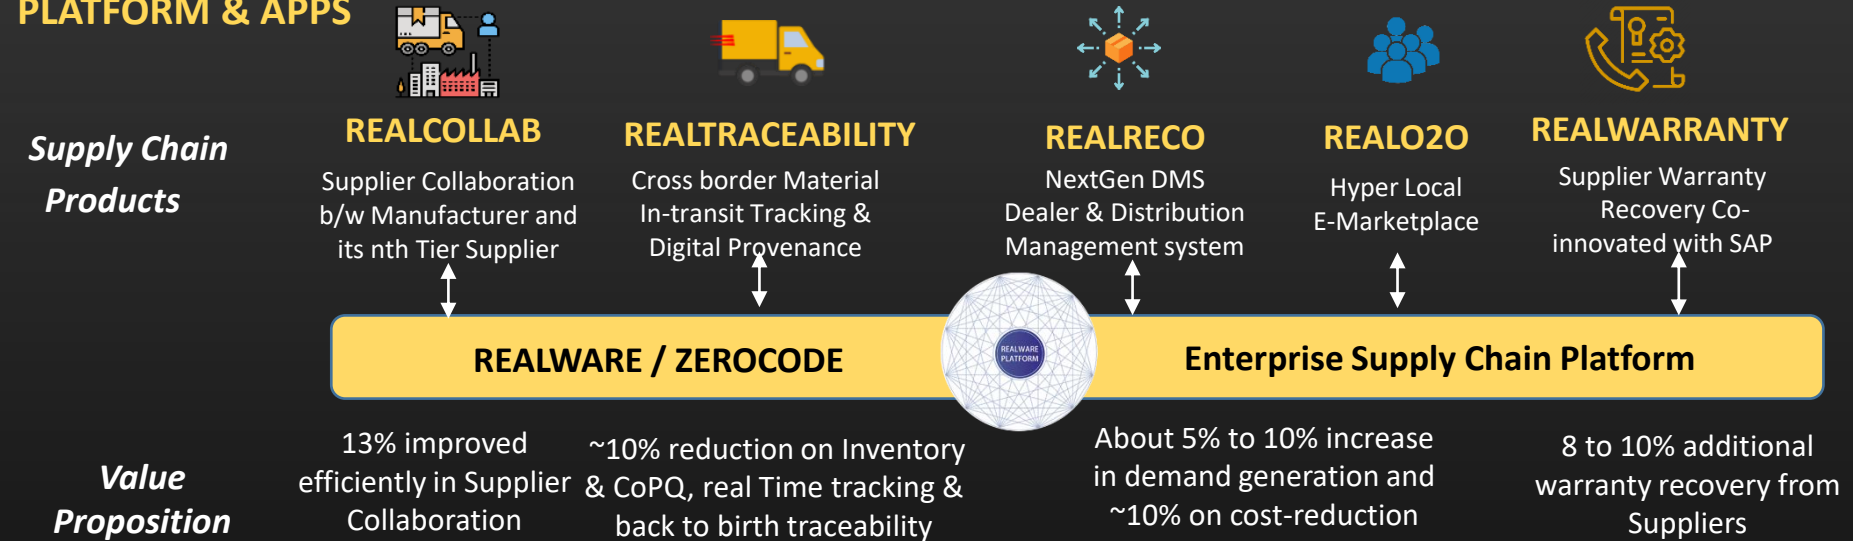 PLATFORM & APPS
Supply Chain
Products
REALCOLLAB
Supplier Collaboration
b/w Manufacturer and
its nth Tier Supplier
REALTRACEABILITY
Cross border Material
In-transit Tracking &
Digital Provenance
REALRECO
NextGen DMS
Dealer & Distribution
Management system
REALO2O
Hyper Local
E-Marketplace
REALWARRANTY
Supplier Warranty
Recovery Co-
innovated with SAP
REALWARE / ZEROCODE
REALWARE
PLATFORM
Enterprise Supply Chain Platform
Value
Proposition
13% improved
efficiently in Supplier
Collaboration
~10% reduction on Inventory
& CoPQ, real Time tracking &
back to birth traceability
About 5% to 10% increase
in demand generation and
~10% on cost-reduction
8 to 10% additional
warranty recovery from
Suppliers